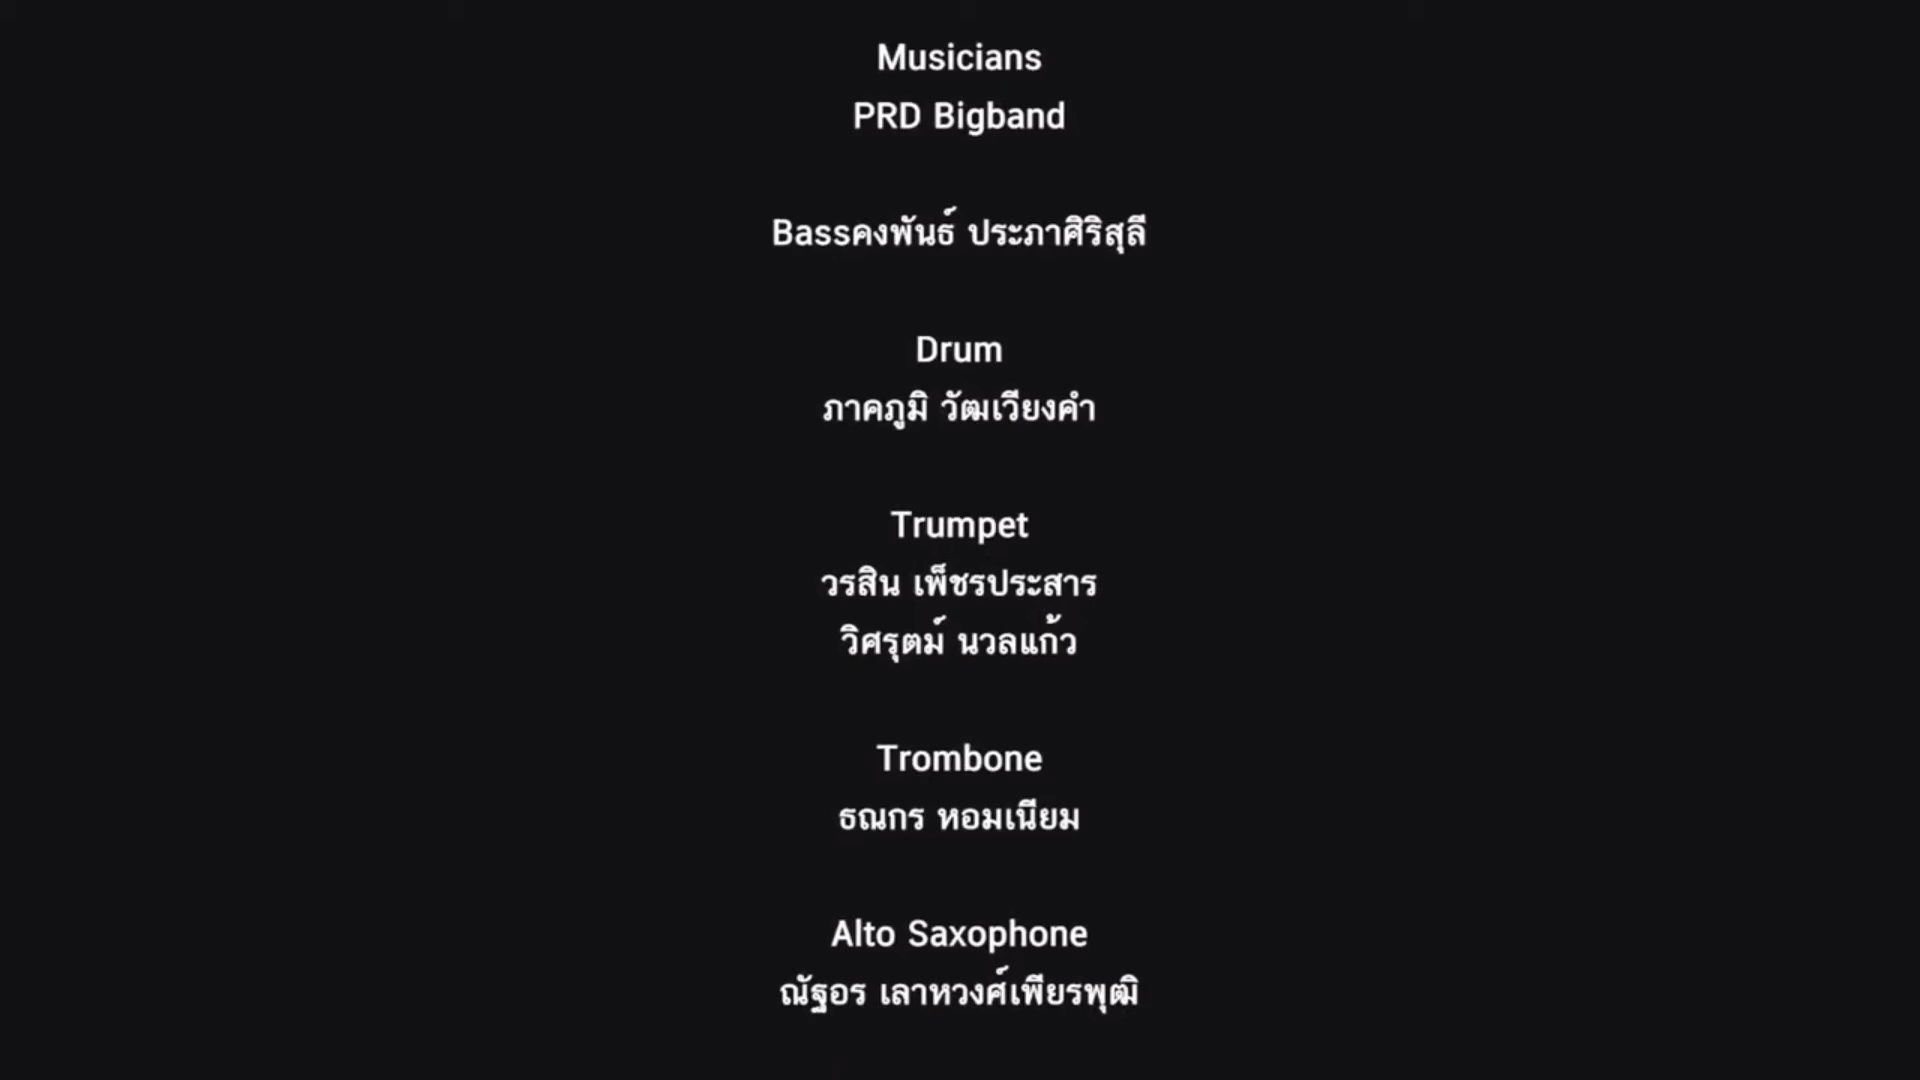 Musicians
PRD Bigband
Bassคงพันธ์ ประภาศิริสุลี
Drum
ภาคภูมิ วัฒเวียงคำ
Trumpet
วรสิน เพ็ชรประสาร
วิศรุตม์ นวลแก้ว
Trombone
ธณกร หอมเนียม
Alto Saxophone
ณัฐอร เลาหวงศ์เพียรพุฒิ